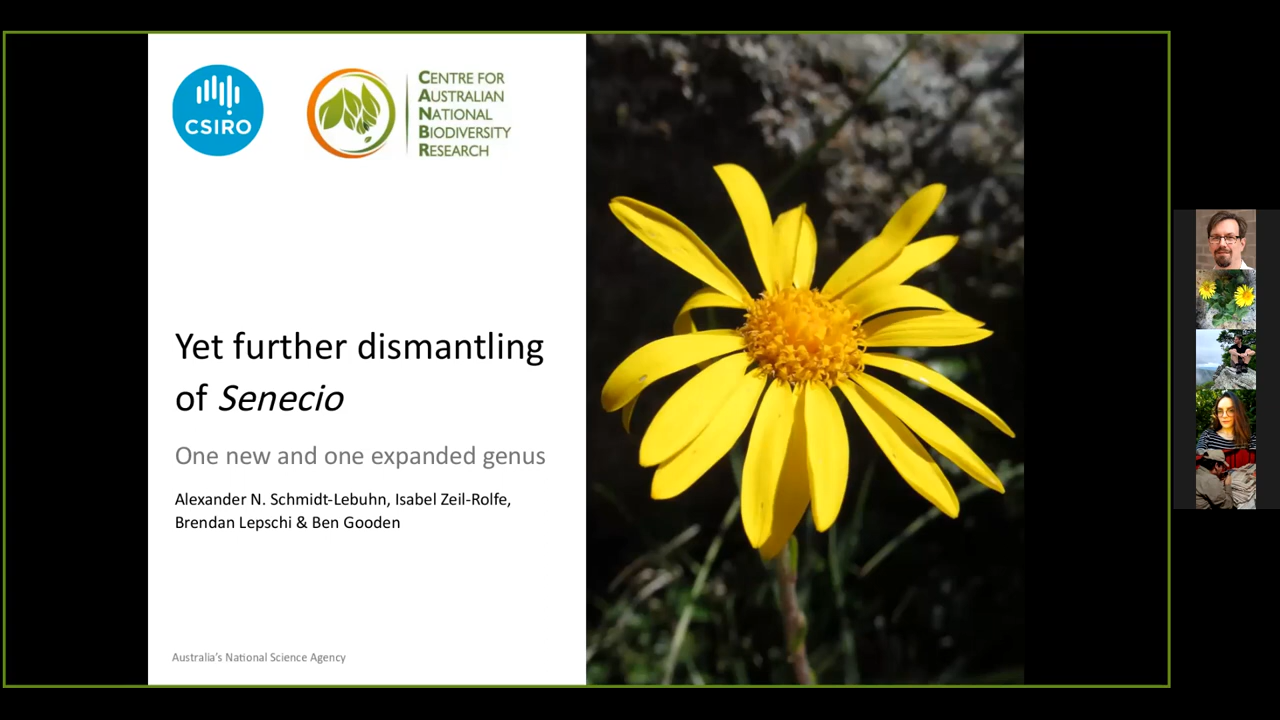 CSIRO
CENTRE FOR
AUSTRALIAN
NATIONAL
BIODIVERSITY
RESEARCH
Yet further dismantling
of Senecio
One new and one expanded genus
Alexander N. Schmidt-Lebuhn, Isabel Zeil-Rolfe,
Brendan Lepschi & Ben Gooden
Australia's National Science Agency